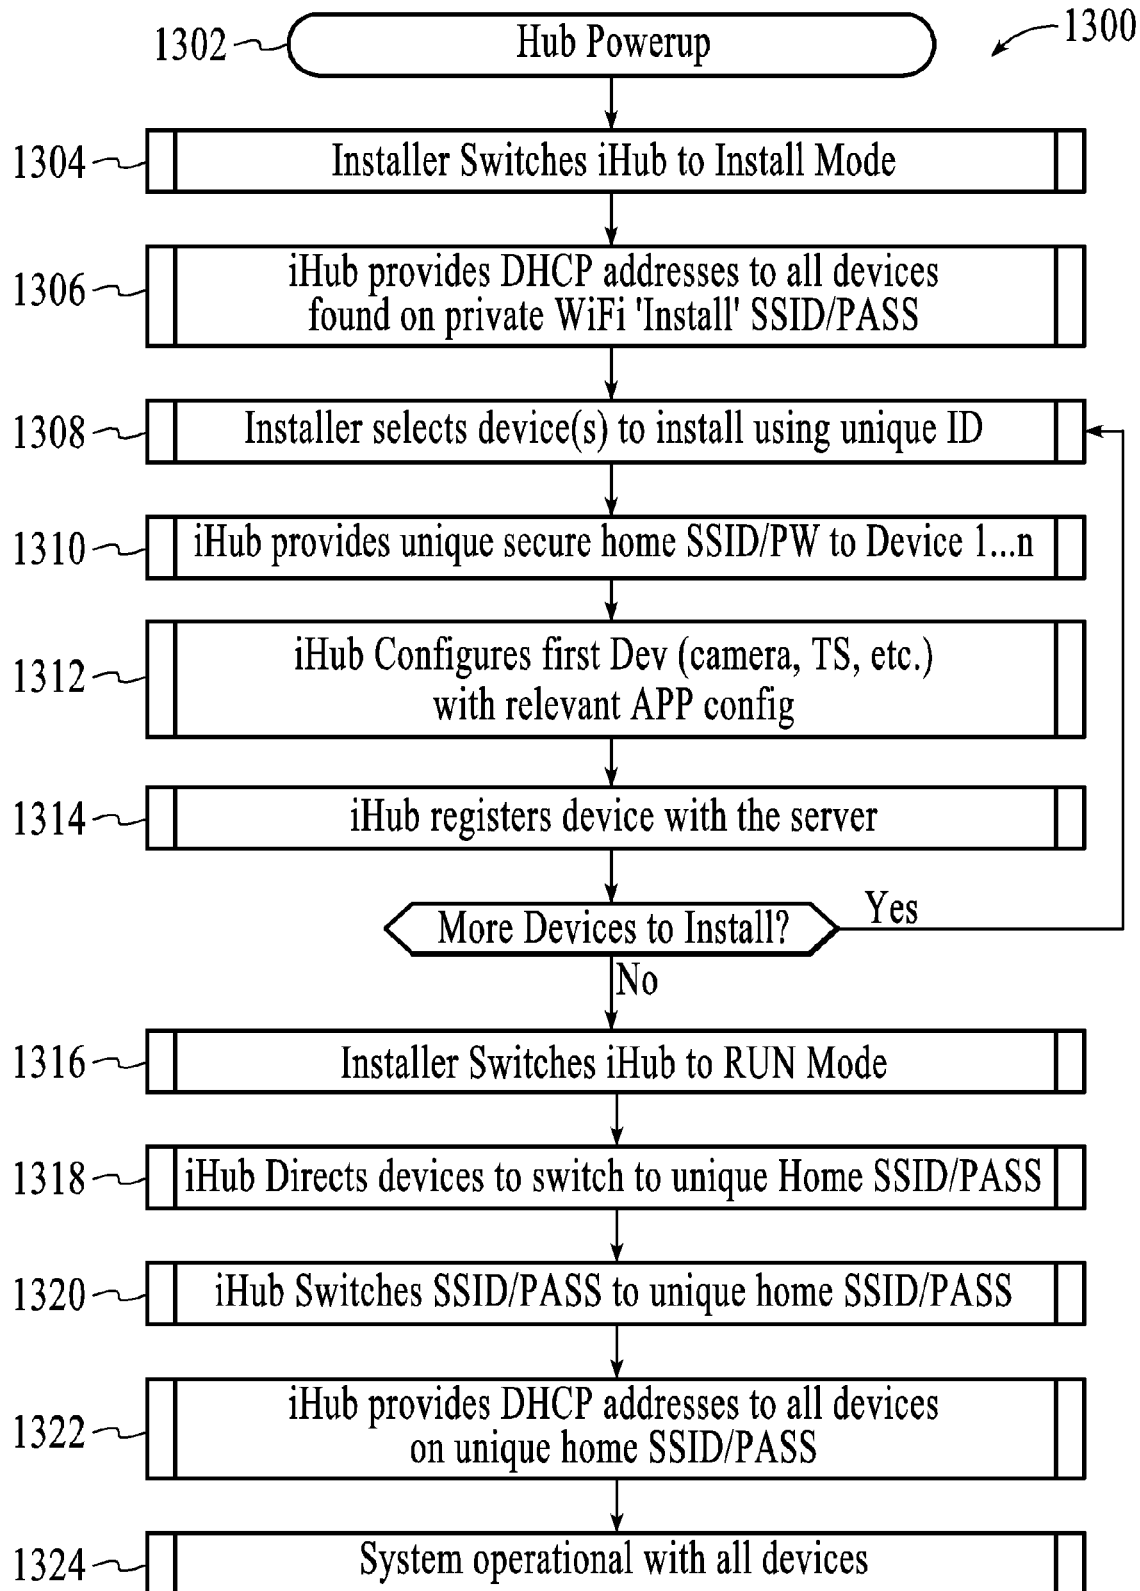 1300
1302
Hub Powerup
1304
Installer Switches iHub to Install Mode
1306
iHub provides DHCP addresses to all devices
found on private WiFi 'Install' SSID/PASS
1308
Installer selects device(s) to install using unique ID
1310
iHub provides unique secure home SSID/PW to Device 1...n
1312
iHub Configures first Dev (camera, TS, etc.)
with relevant APP config
1314
iHub registers device with the server
More Devices to Install?
Yes
No
1316
Installer Switches iHub to RUN Mode
1318
iHub Directs devices to switch to unique Home SSID/PASS
1320
iHub Switches SSID/PASS to unique home SSID/PASS
1322
iHub provides DHCP addresses to all devices
on unique home SSID/PASS
1324
System operational with all devices